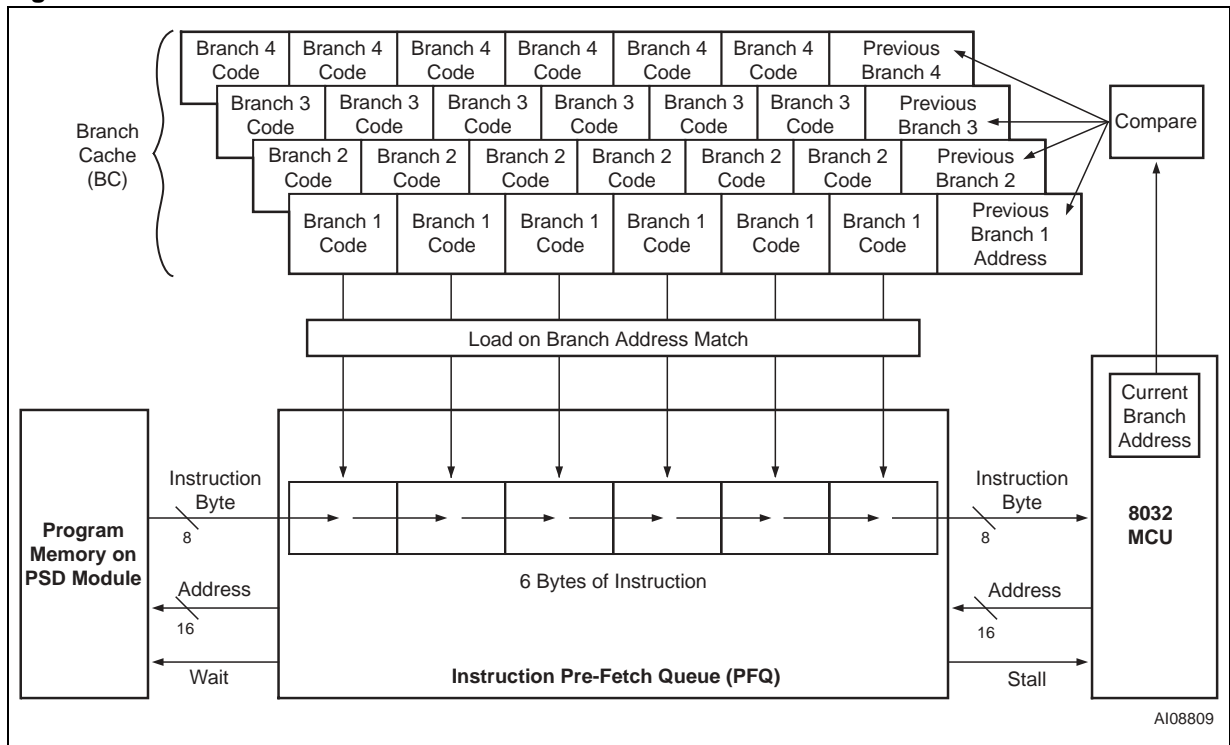 Branch 4 Code Branch 4 Code Branch 4 Code Branch 4 Code Branch 4 Code Branch 4 Code Previous Branch 4
Branch 3 Code Branch 3 Code Branch 3 Code Branch 3 Code Branch 3 Code Branch 3 Code Previous Branch 3
Branch 2 Code Branch 2 Code Branch 2 Code Branch 2 Code Branch 2 Code Branch 2 Code Previous Branch 2
Branch 1 Code Branch 1 Code Branch 1 Code Branch 1 Code Branch 1 Code Branch 1 Code Previous Branch 1 Address
Branch
Cache
(BC)
Compare
Load on Branch Address Match
Current
Branch
Address
8032
MCU
Program
Memory on
PSD Module
Instruction
Byte
8
Address
16
Wait
6 Bytes of Instruction
Instruction Pre-Fetch Queue (PFQ)
Instruction
Byte
8
Address
16
Stall
AI08809